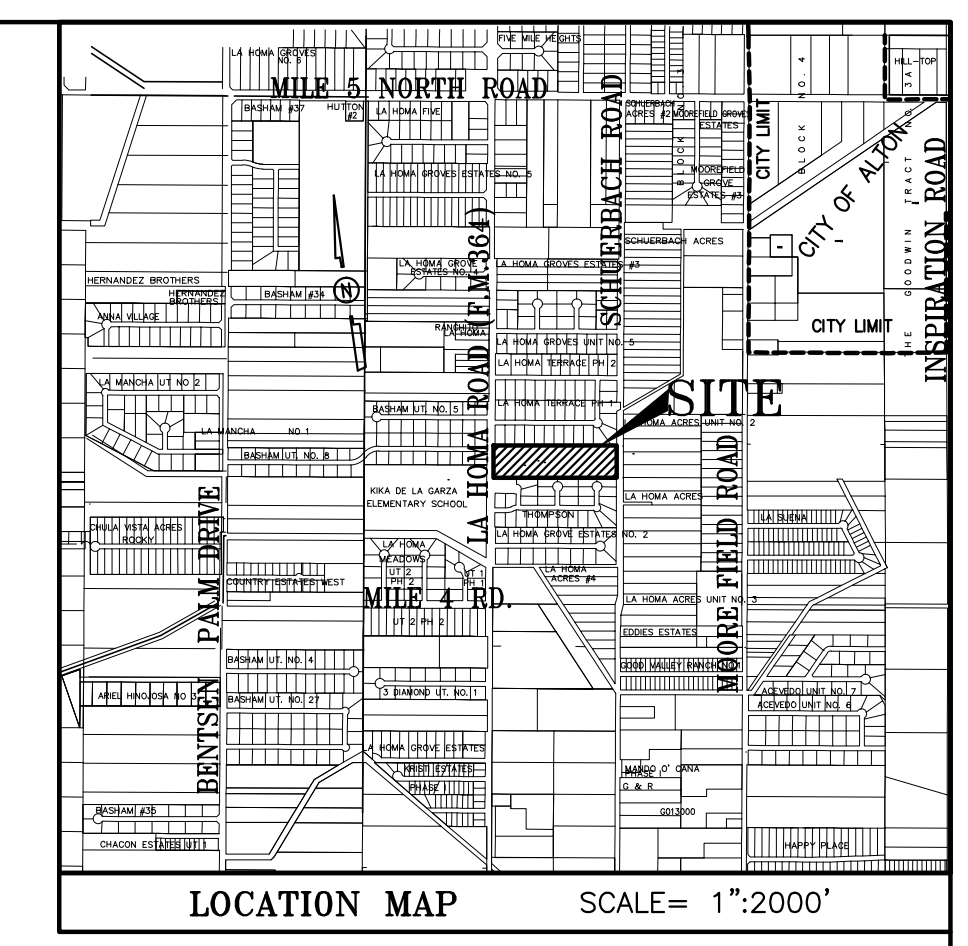 LA HOMA GROVES
NO. 6
FIVE MILE HEIGHTS
HILL-TOP
MILE 5 NORTH ROAD
BASHAM #37
HUTTON
#2
LA HOMA FIVE
SCHUERBACH
ACRES #2
MOOREFIELD GROVES
ESTATES
BLOCK NO. 3
BLOCK NO. 4
CITY LIMIT
CITY OF ALTON
3A
THE GOODWIN TRACT NO.
INSPIRATION ROAD
SCHUERBACH ROAD
LA HOMA GROVES ESTATES NO. 5
MOOREFIELD
GROVE
ESTATES #3
SCHUERBACH ACRES
LA HOMA GROVE
ESTATES NO. 4
LA HOMA GROVES ESTATES #3
HERNANDEZ BROTHERS
HERNANDEZ
BROTHERS
BASHAM #34
N
ANNA VILLAGE
RANCHITO
LA HOMA
LA HOMA ROAD (F.M.364)
CITY LIMIT
LA HOMA GROVES UNIT NO. 5
LA HOMA TERRACE PH 2
LA MANCHA UT NO 2
SITE
BASHAM UT. NO. 5
LA HOMA TERRACE PH 1
LA HOMA ACRES UNIT NO. 2
LA MANCHA NO 1
BASHAM UT. NO. 8
KIKA DE LA GARZA
ELEMENTARY SCHOOL
LA HOMA ACRES
MOORE FIELD ROAD
THOMPSON
LA SUENA
CHULA VISTA ACRES
ROCKY
LA HOMA GROVE ESTATES NO. 2
LA HOMA
MEADOWS
UT 2
PH 2
UT 1
PH 1
LA HOMA
ACRES #4
COUNTRY ESTATES WEST
MILE 4 RD.
LA HOMA ACRES UNIT NO. 3
UT 2 PH 2
EDDIES ESTATES
BENTSEN PALM DRIVE
BASHAM UT. NO. 4
GOOD VALLEY RANCH NO.1
ARIEL HINOJOSA NO 3
BASHAM UT. NO. 27
3 DIAMOND UT. NO. 1
ACEVEDO UNIT NO. 7
ACEVEDO UNIT NO. 6
LA HOMA GROVE ESTATES
KRIST ESTATES
PHASE I
MANDO O' CANA
PHASE I
G & R
G013000
BASHAM #35
CHACON ESTATES UT 1
HAPPY PLACE
LOCATION MAP
SCALE= 1":2000'